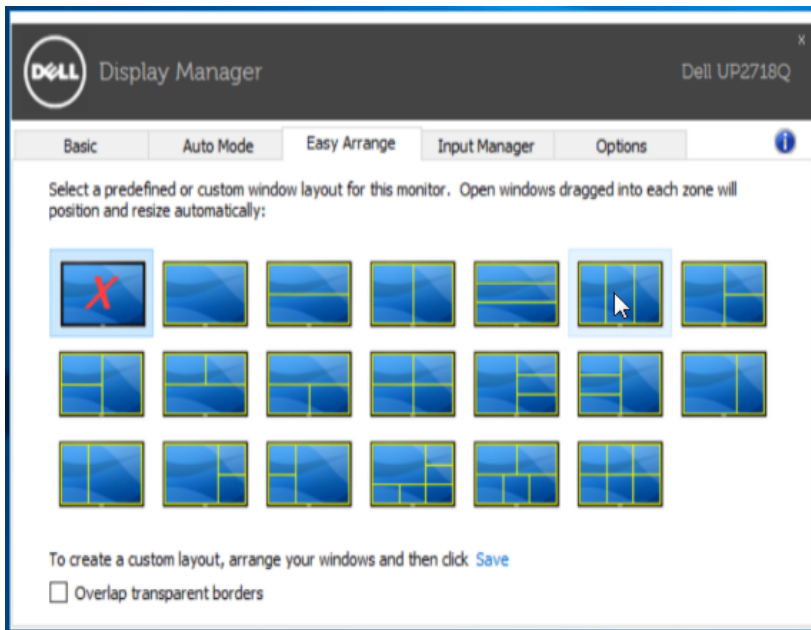 x
DELL Display Manager Dell UP2718Q
Basic Auto Mode Easy Arrange Input Manager Options i
Select a predefined or custom window layout for this monitor. Open windows dragged into each zone will
position and resize automatically:
X
To create a custom layout, arrange your windows and then click Save
Overlap transparent borders